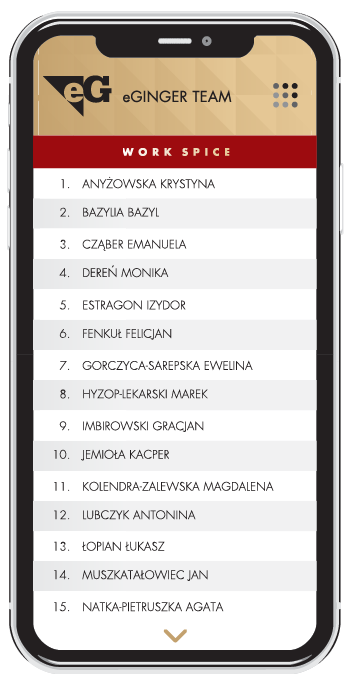 eG eGINGER TEAM
WORK SPICE
1. ANYŻOWSKA KRYSTYNA
2. BAZYLIA BAZYL
3. CZĄBER EMANUELA
4. DEREŃ MONIKA
5. ESTRAGON IZYDOR
6. FENKUŁ FELICJAN
7. GORCZYCA-SAREPSKA EWELINA
8. HYZOP-LEKARSKI MAREK
9. IMBIROWSKI GRACJAN
10. JEMIOŁA KACPER
11. KOLENDRA-ZALEWSKA MAGDALENA
12. LUBCZYK ANTONINA
13. ŁOPIAN ŁUKASZ
14. MUSZKATAŁOWIEC JAN
15. NATKA-PIETRUSZKA AGATA